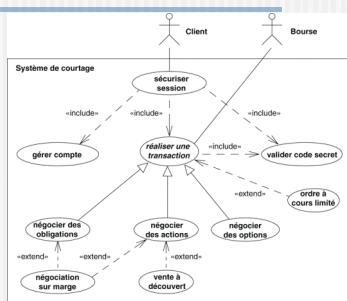 Client
Bourse
Système de courtage
sécuriser
session
«include»
«include»
«include»
gérer compte
réaliser une
transaction
«include»
valider code secret
«extend»
ordre à
cours limité
négocier des
obligations
négocier
des actions
négocier
des options
«extend»
«extend»
«extend»
négociation
sur marge
vente à
découvert